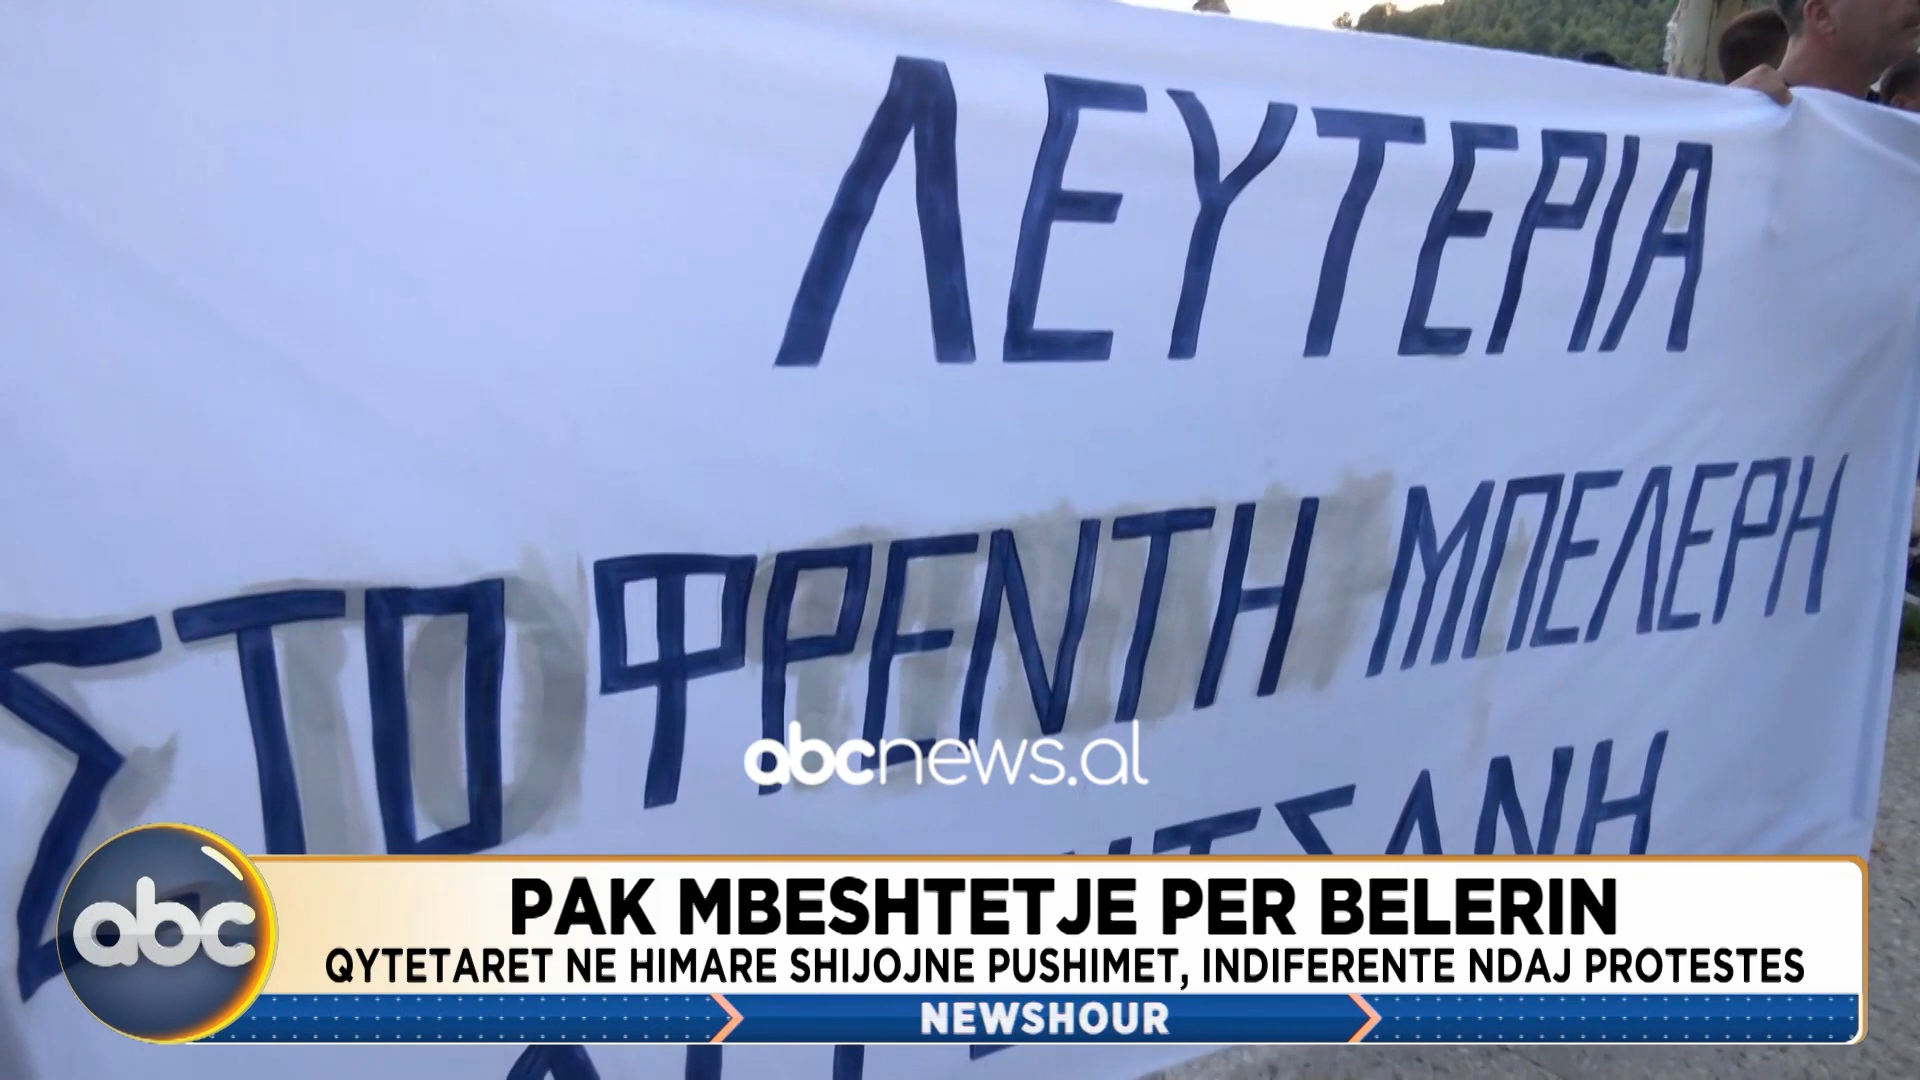 ΛΕΥΤΕΡΙΑ
ΣΤΟ ΦΡΕΝΤΗ ΜΠΕΛΕΡΗ
abcnews.al
abc
PAK MBESHTETJE PER BELERIN
QYTETARET NE HIMARE SHIJOJNE PUSHIMET, INDIFERENTE NDAJ PROTESTES
NEWSHOUR